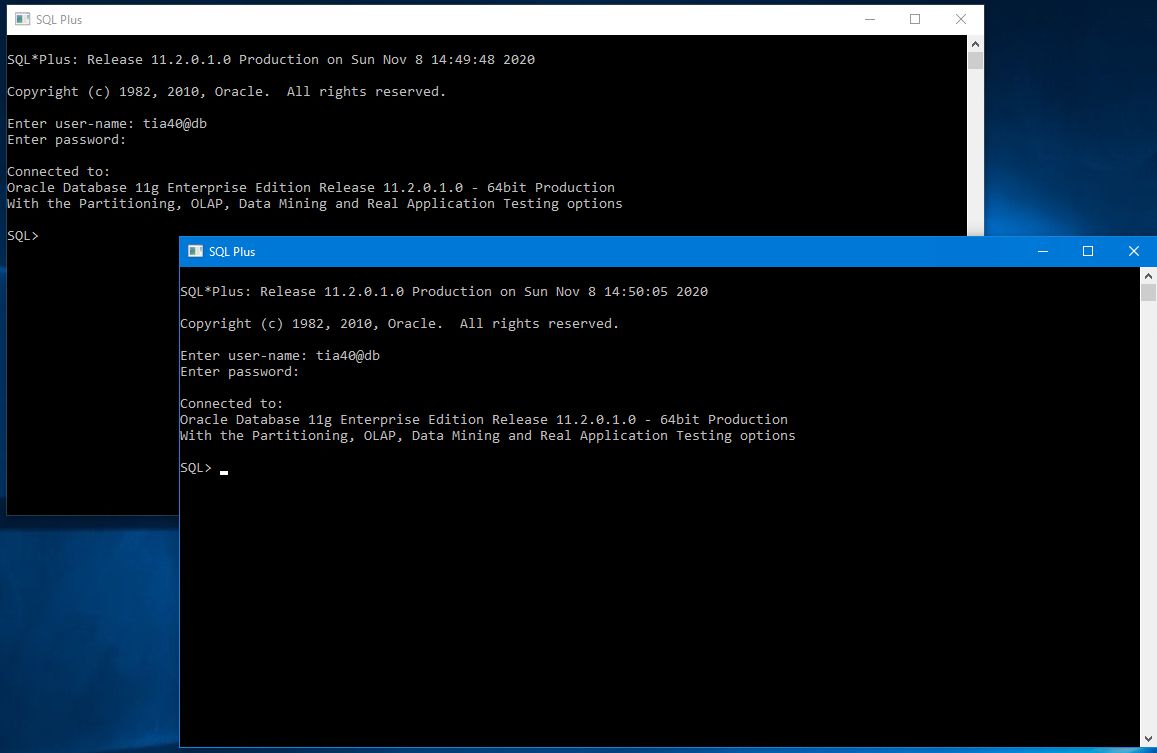 SQL Plus
SQL*Plus: Release 11.2.0.1.0 Production on Sun Nov 8 14:49:48 2020
Copyright (c) 1982, 2010, Oracle.  All rights reserved.
Enter user-name: tia40@db
Enter password:
Connected to:
Oracle Database 11g Enterprise Edition Release 11.2.0.1.0 - 64bit Production
With the Partitioning, OLAP, Data Mining and Real Application Testing options
SQL>
SQL Plus
SQL*Plus: Release 11.2.0.1.0 Production on Sun Nov 8 14:50:05 2020
Copyright (c) 1982, 2010, Oracle.  All rights reserved.
Enter user-name: tia40@db
Enter password:
Connected to:
Oracle Database 11g Enterprise Edition Release 11.2.0.1.0 - 64bit Production
With the Partitioning, OLAP, Data Mining and Real Application Testing options
SQL>